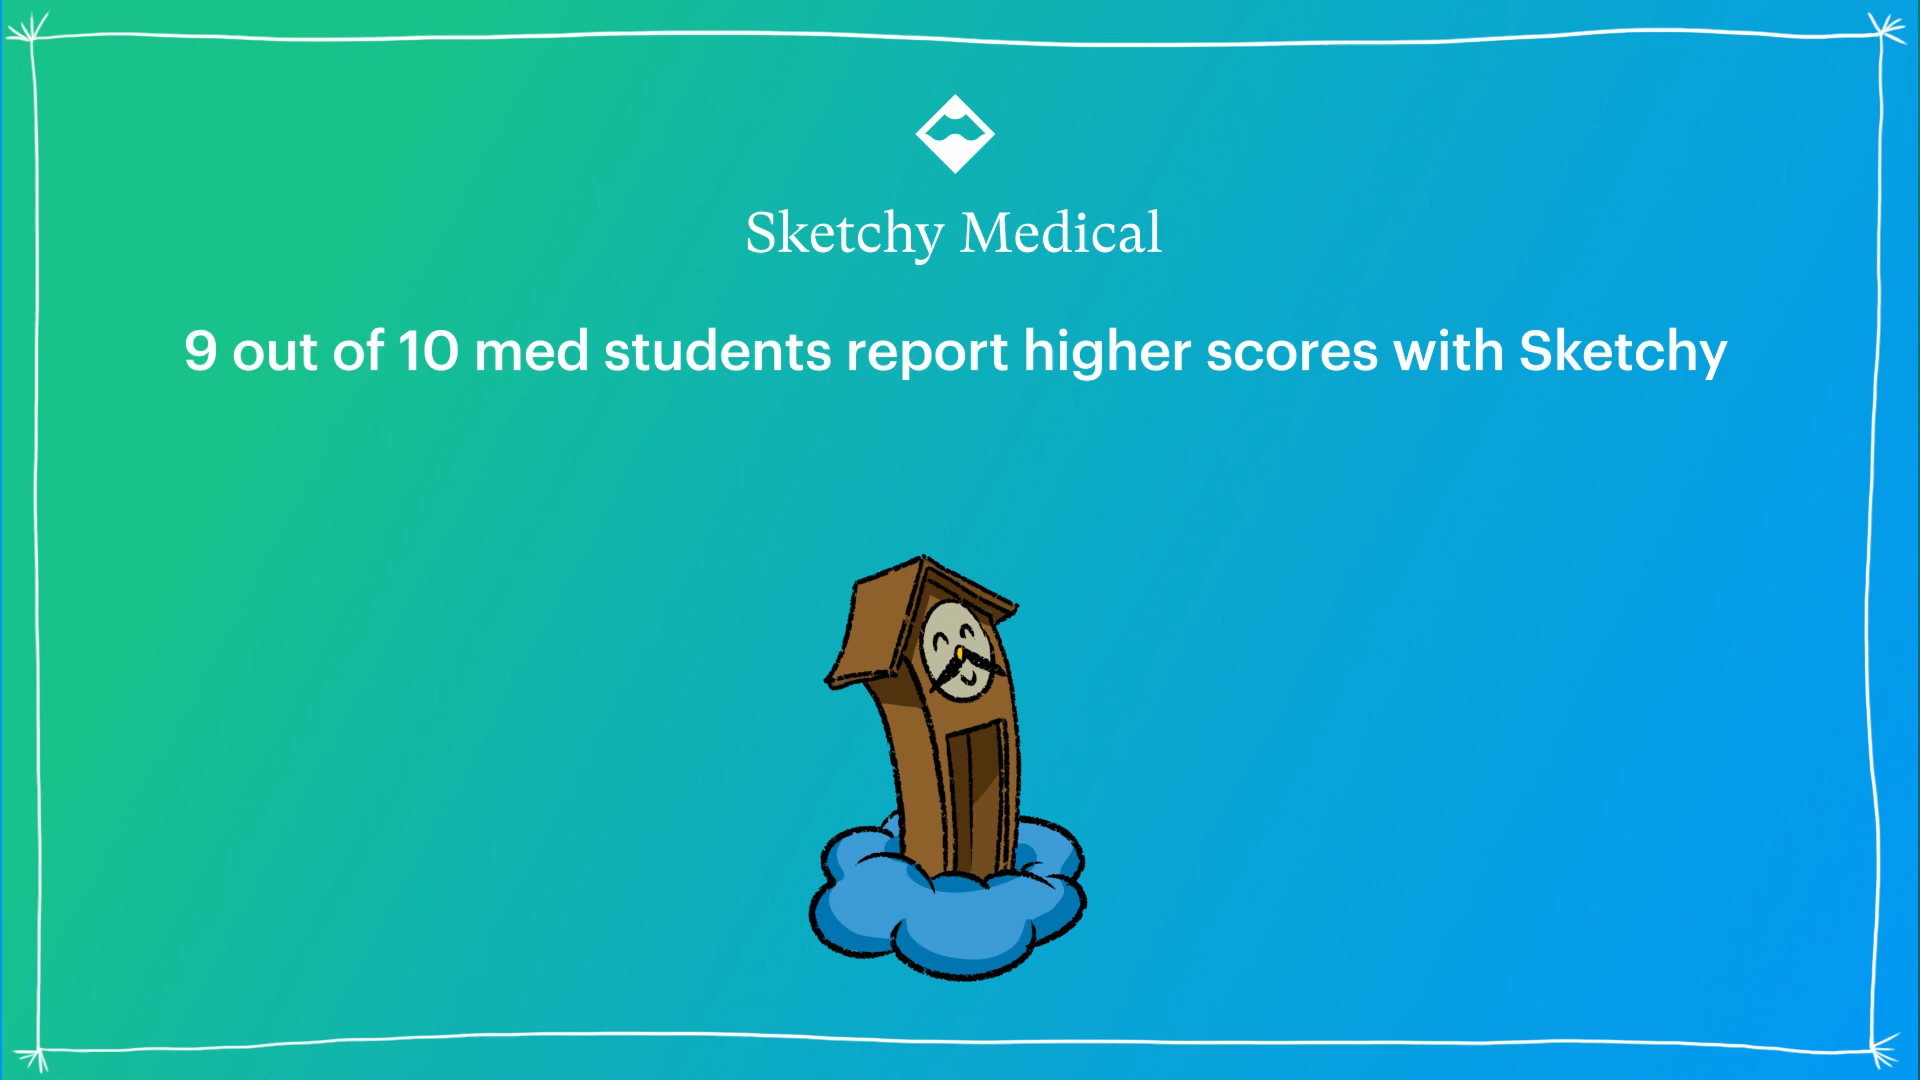 Sketchy Medical
9 out of 10 med students report higher scores with Sketchy